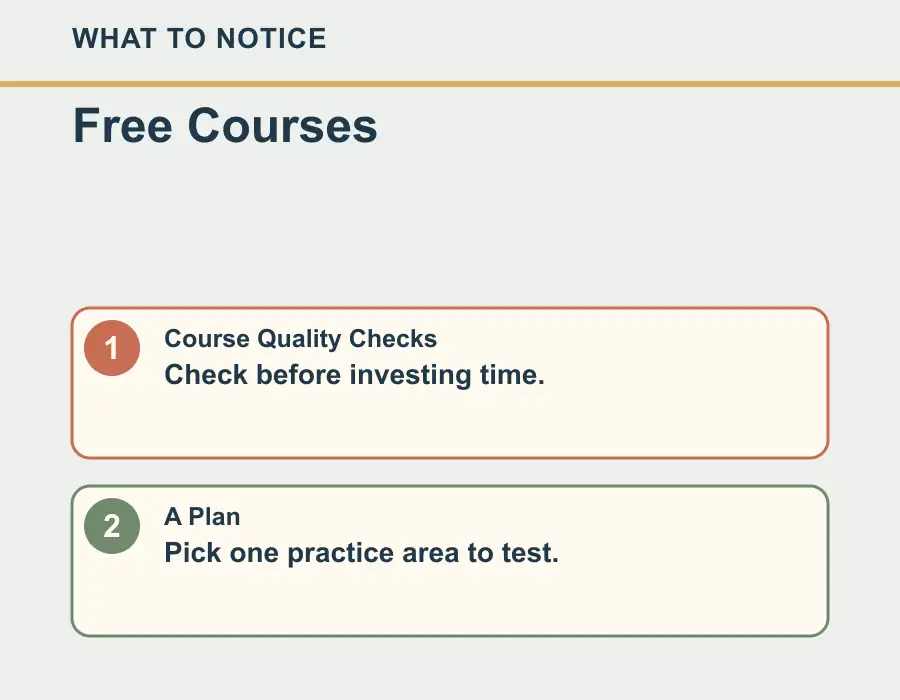 WHAT TO NOTICE
Free Courses
1
Course Quality Checks
Check before investing time.
2
A Plan
Pick one practice area to test.